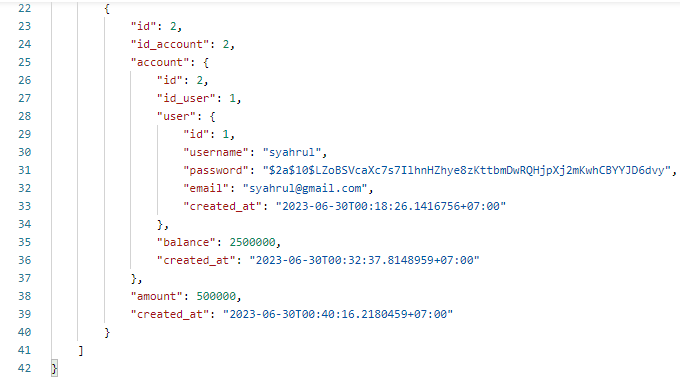 22 {
23 "id": 2,
24 "id_account": 2,
25 "account": {
26 "id": 2,
27 "id_user": 1,
28 "user": {
29 "id": 1,
30 "username": "syahrul",
31 "password": "$2a$10$LZoBSVcaXc7s7IlhnHZhye8zKttbmDwRQHjpXj2mKwhCBYYJD6dvy",
32 "email": "syahrul@gmail.com",
33 "created_at": "2023-06-30T00:18:26.1416756+07:00"
34 },
35 "balance": 2500000,
36 "created_at": "2023-06-30T00:32:37.8148959+07:00"
37 },
38 "amount": 500000,
39 "created_at": "2023-06-30T00:40:16.2180459+07:00"
40 }
41 ]
42 }